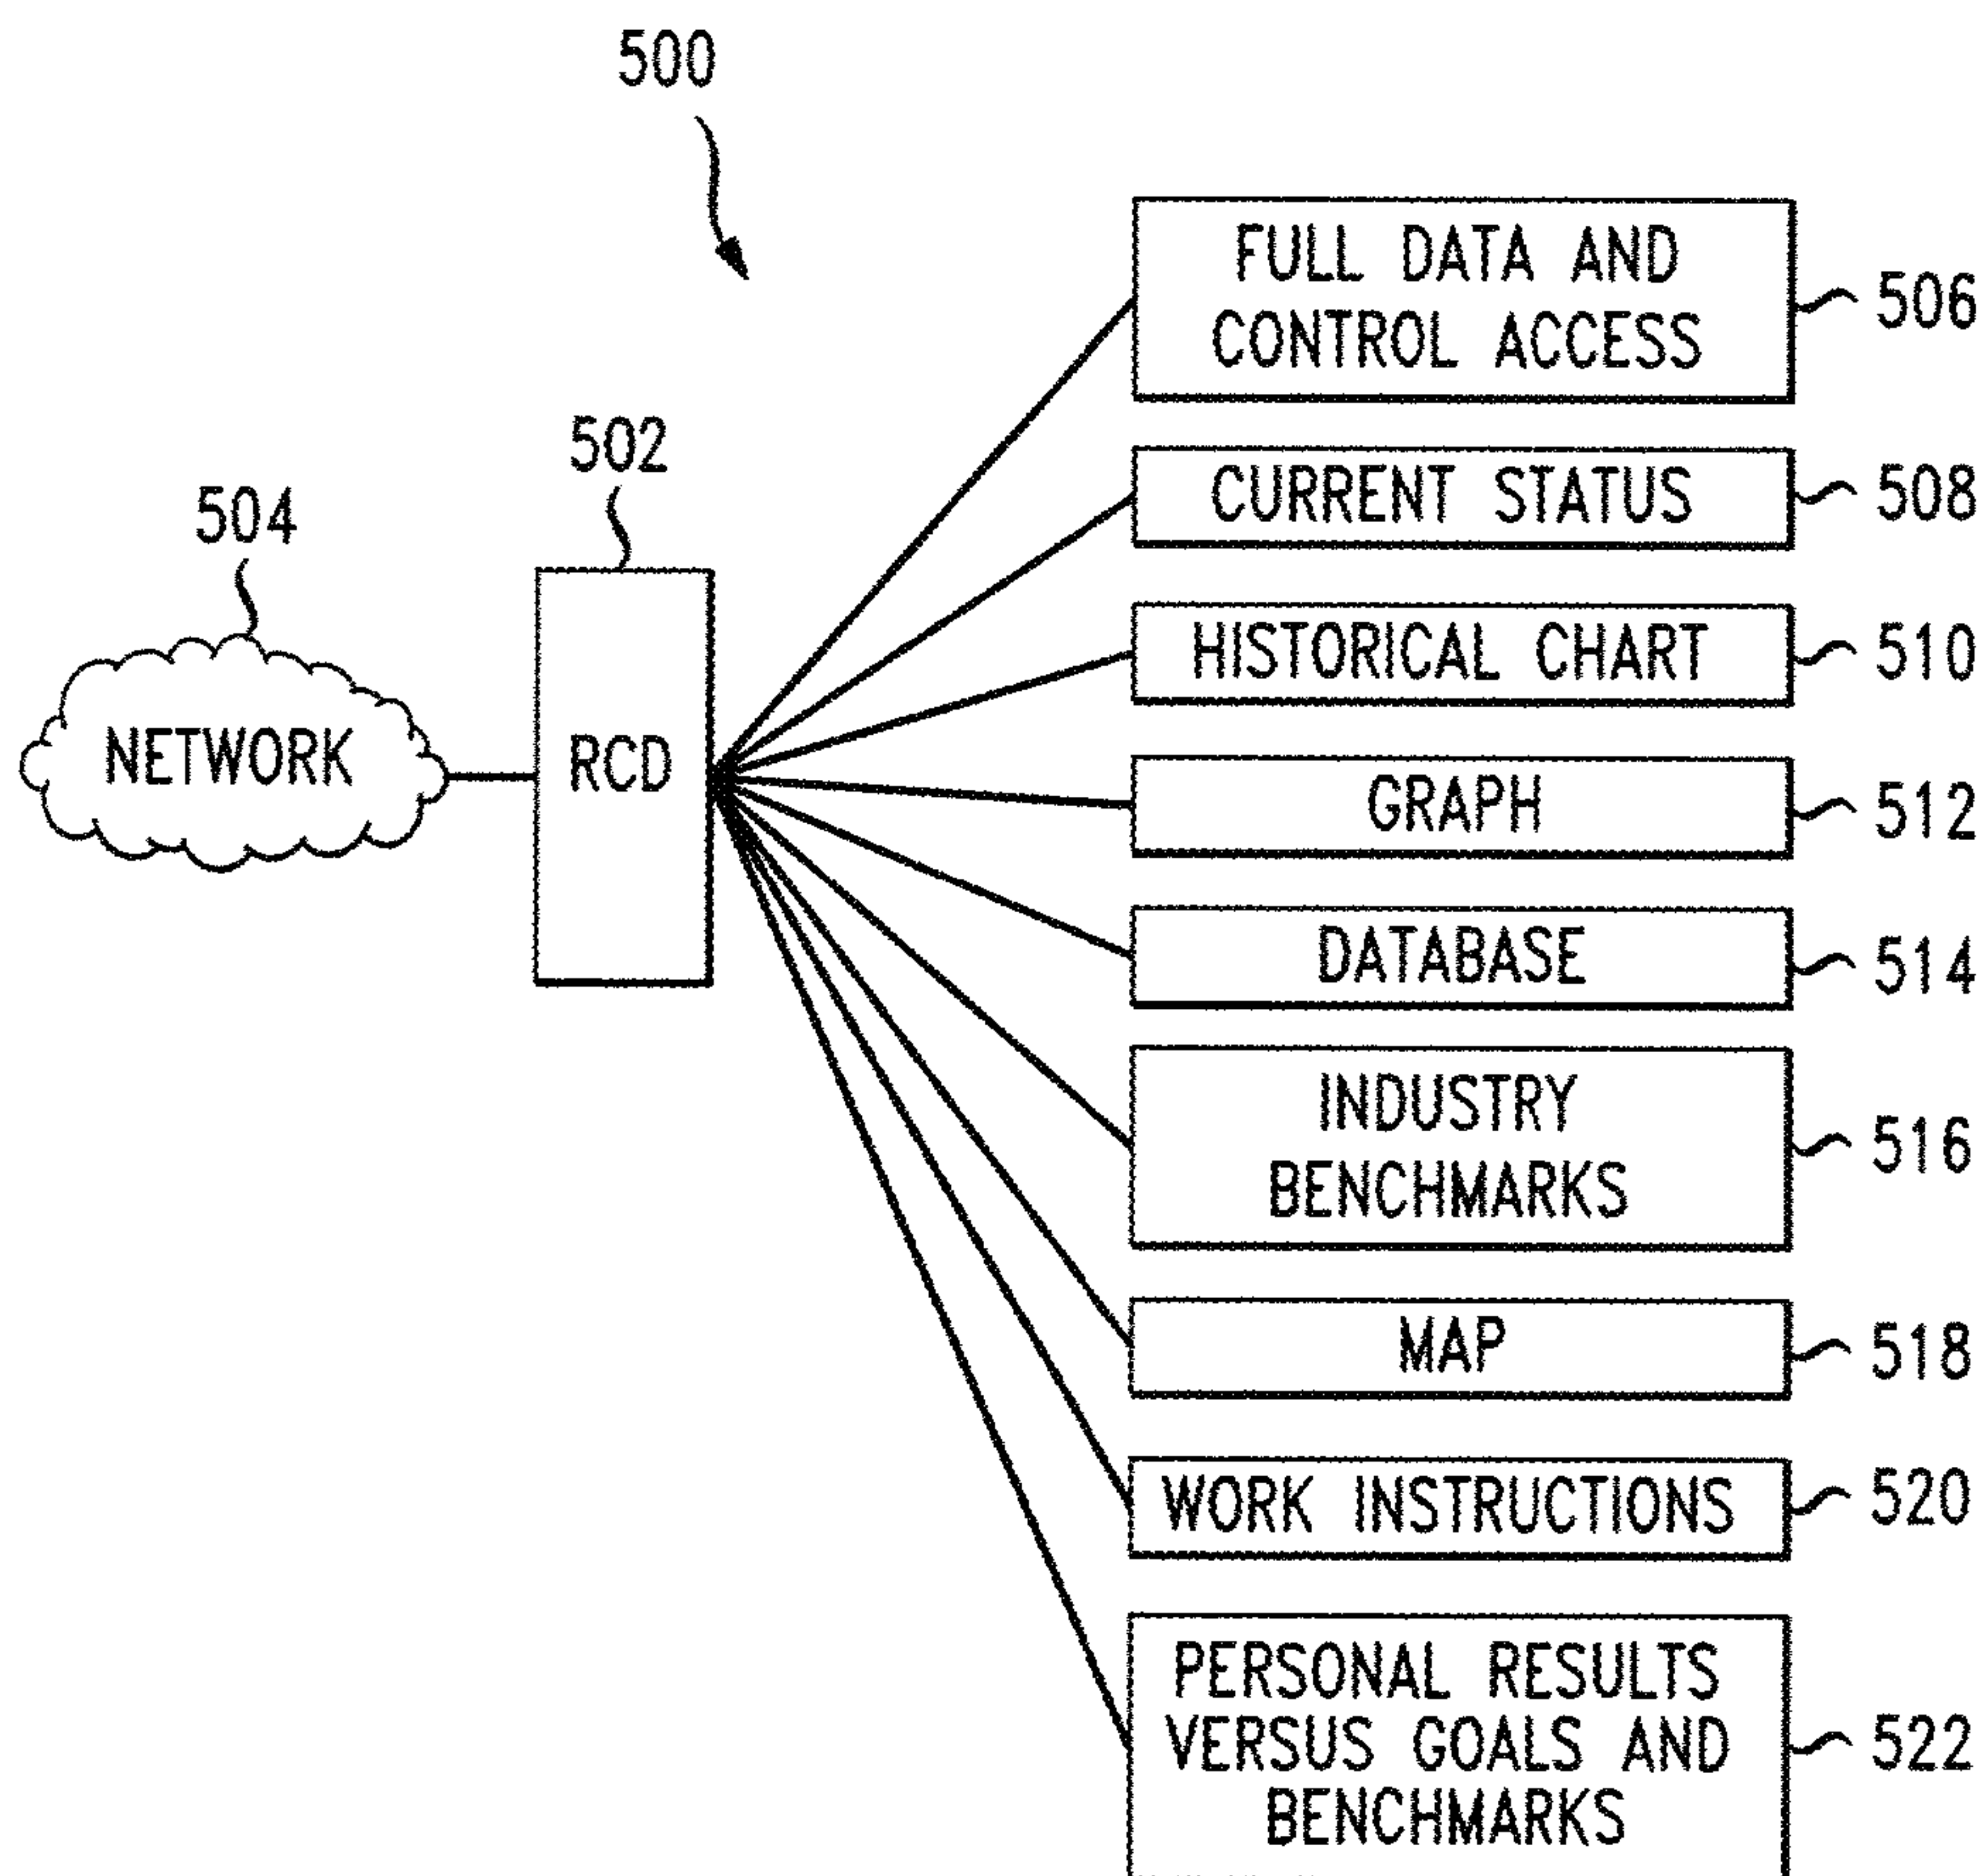 500
FULL DATA AND
CONTROL ACCESS
506
502
CURRENT STATUS
508
504
HISTORICAL CHART
510
NETWORK
RCD
GRAPH
512
DATABASE
514
INDUSTRY
BENCHMARKS
516
MAP
518
WORK INSTRUCTIONS
520
PERSONAL RESULTS
VERSUS GOALS AND
BENCHMARKS
522